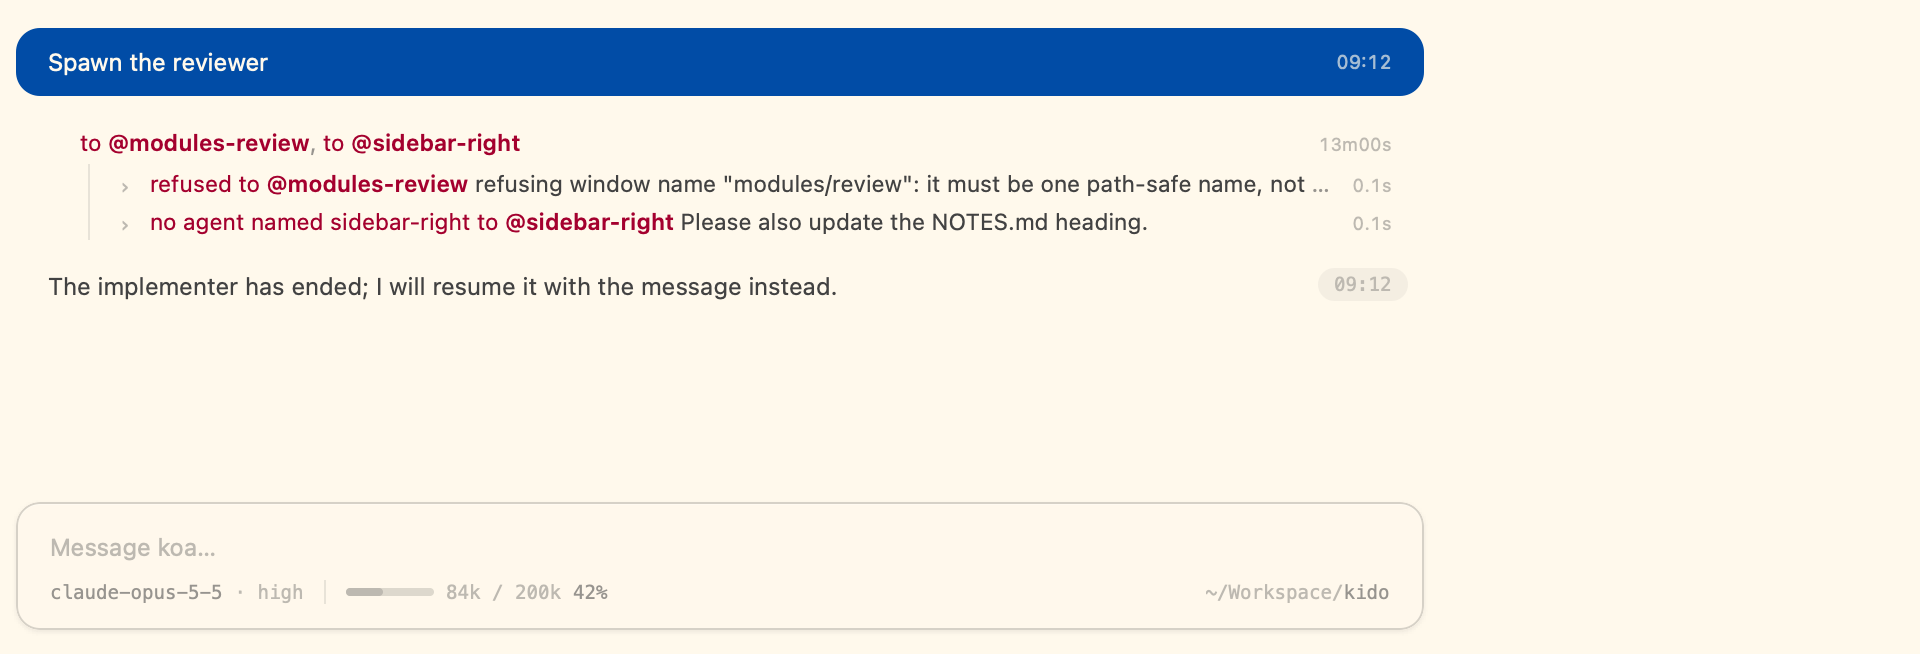 Spawn the reviewer 09:12
to @modules-review, to @sidebar-right 13m00s
› refused to @modules-review refusing window name "modules/review": it must be one path-safe name, not ... 0.1s
› no agent named sidebar-right to @sidebar-right Please also update the NOTES.md heading. 0.1s
The implementer has ended; I will resume it with the message instead. 09:12
Message koa...
claude-opus-5-5 · high 84k / 200k 42% ~/Workspace/kido